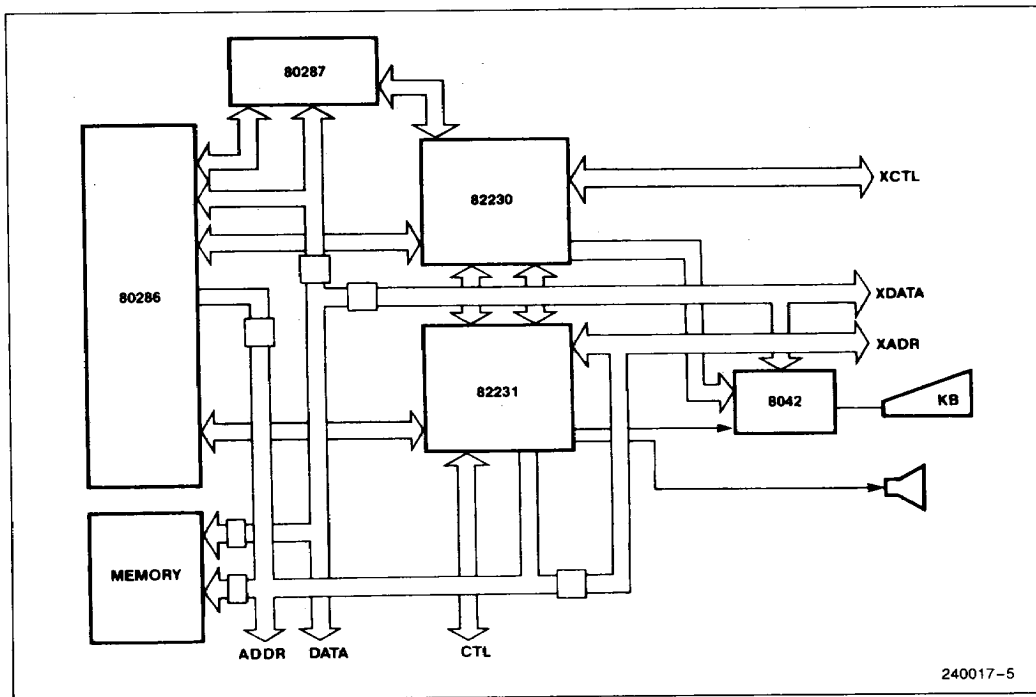 80287
80286
82230
XCTL
XDATA
XADR
82231
8042
KB
MEMORY
ADDR
DATA
CTL
240017-5